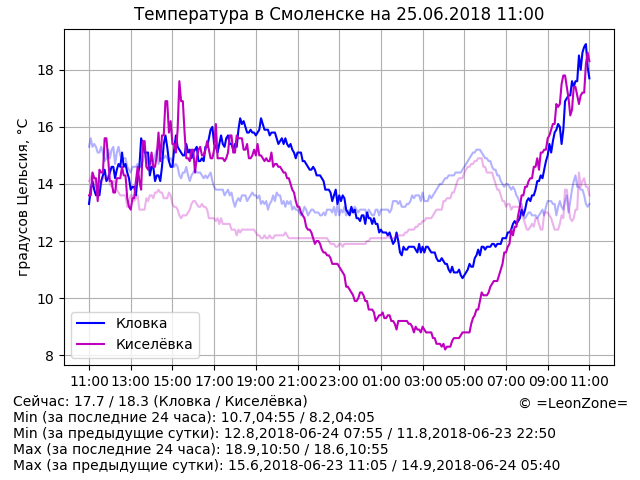 Температура в Смоленске на 25.06.2018 11:00
градусов Цельсия, °C
18
16
14
12
10
8
Кловка
Киселёвка
11:00 13:00 15:00 17:00 19:00 21:00 23:00 01:00 03:00 05:00 07:00 09:00 11:00
Сейчас: 17.7 / 18.3 (Кловка / Киселёвка)
© =LeonZone=
Min (за последние 24 часа): 10.7,04:55 / 8.2,04:05
Min (за предыдущие сутки): 12.8,2018-06-24 07:55 / 11.8,2018-06-23 22:50
Max (за последние 24 часа): 18.9,10:50 / 18.6,10:55
Max (за предыдущие сутки): 15.6,2018-06-23 11:05 / 14.9,2018-06-24 05:40